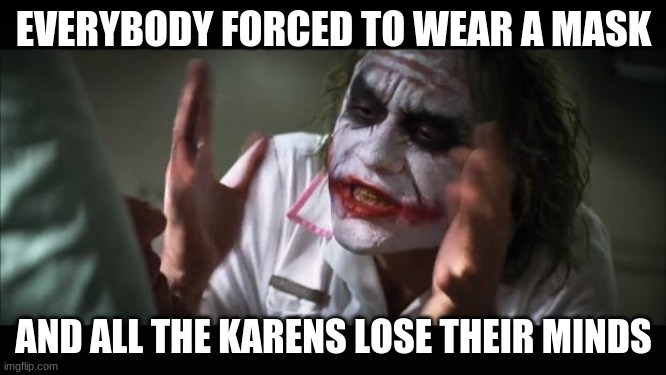 EVERYBODY FORCED TO WEAR A MASK
AND ALL THE KARENS LOSE THEIR MINDS
imgflip.com